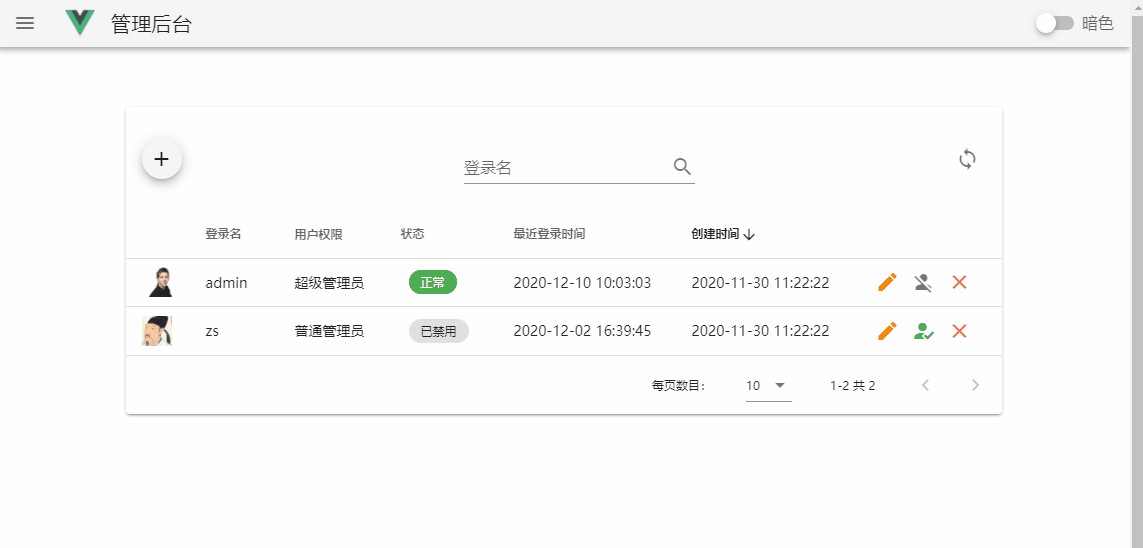 管理后台 暗色
登录名
登录名 用户权限 状态 最近登录时间 创建时间
admin 超级管理员 正常 2020-12-10 10:03:03 2020-11-30 11:22:22
zs 普通管理员 已禁用 2020-12-02 16:39:45 2020-11-30 11:22:22
每页数目: 10 1-2 共 2